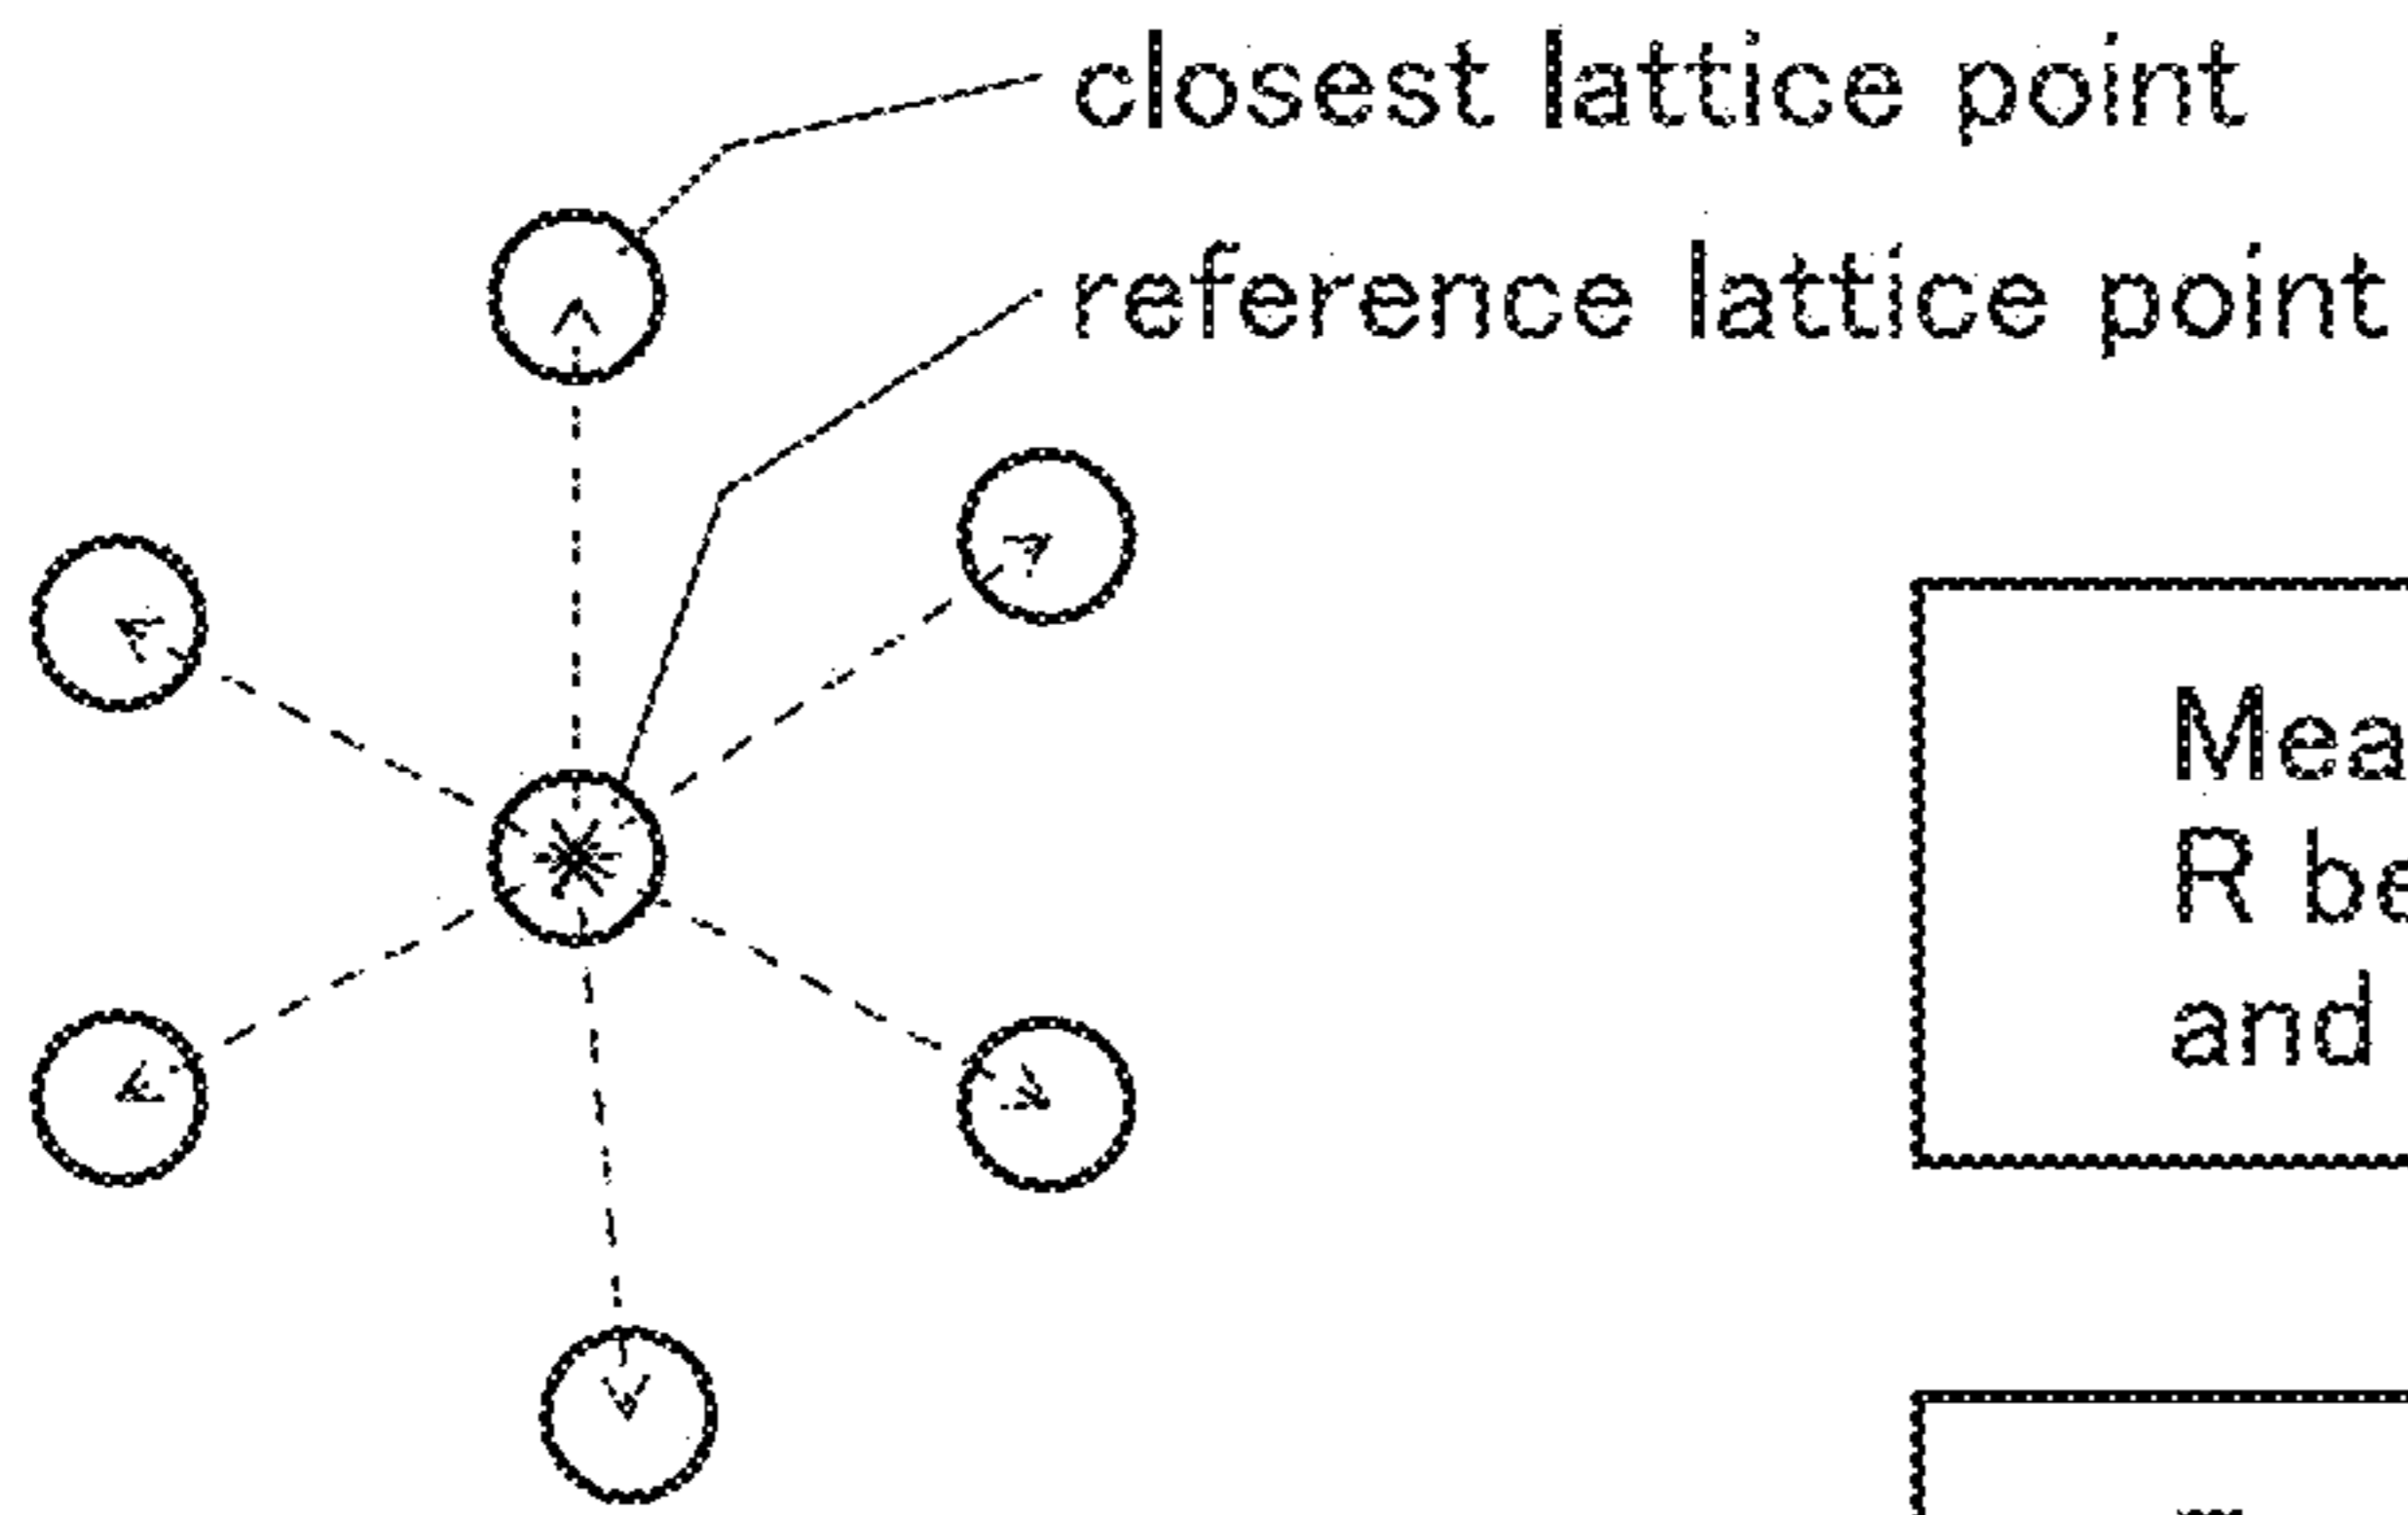 closest lattice point
reference lattice point
Mea
R be
and